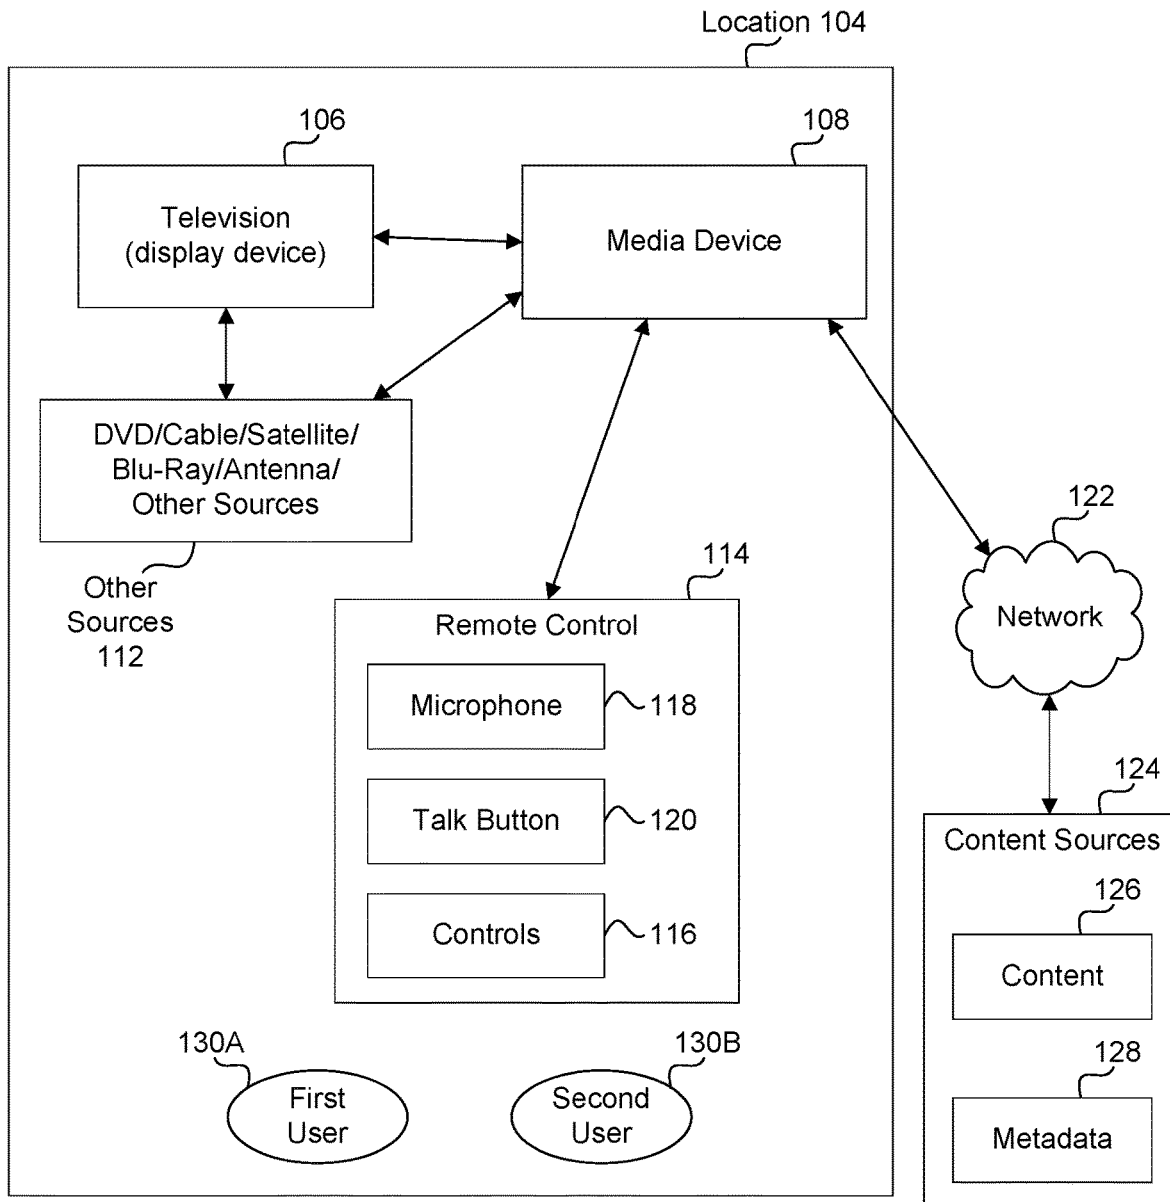 Location 104
106
108
Television
(display device)
Media Device
DVD/Cable/Satellite/
Blu-Ray/Antenna/
Other Sources
Other
Sources
112
122
Network
114
Remote Control
Microphone
118
Talk Button
120
Controls
116
124
Content Sources
126
Content
128
Metadata
130A
First
User
130B
Second
User